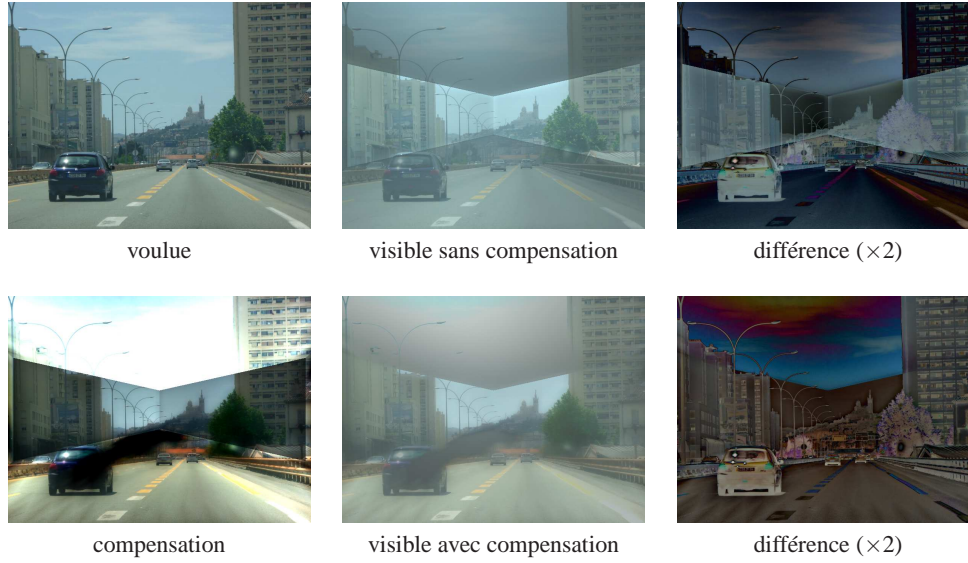 voulue
visible sans compensation
différence (×2)
compensation
visible avec compensation
différence (×2)